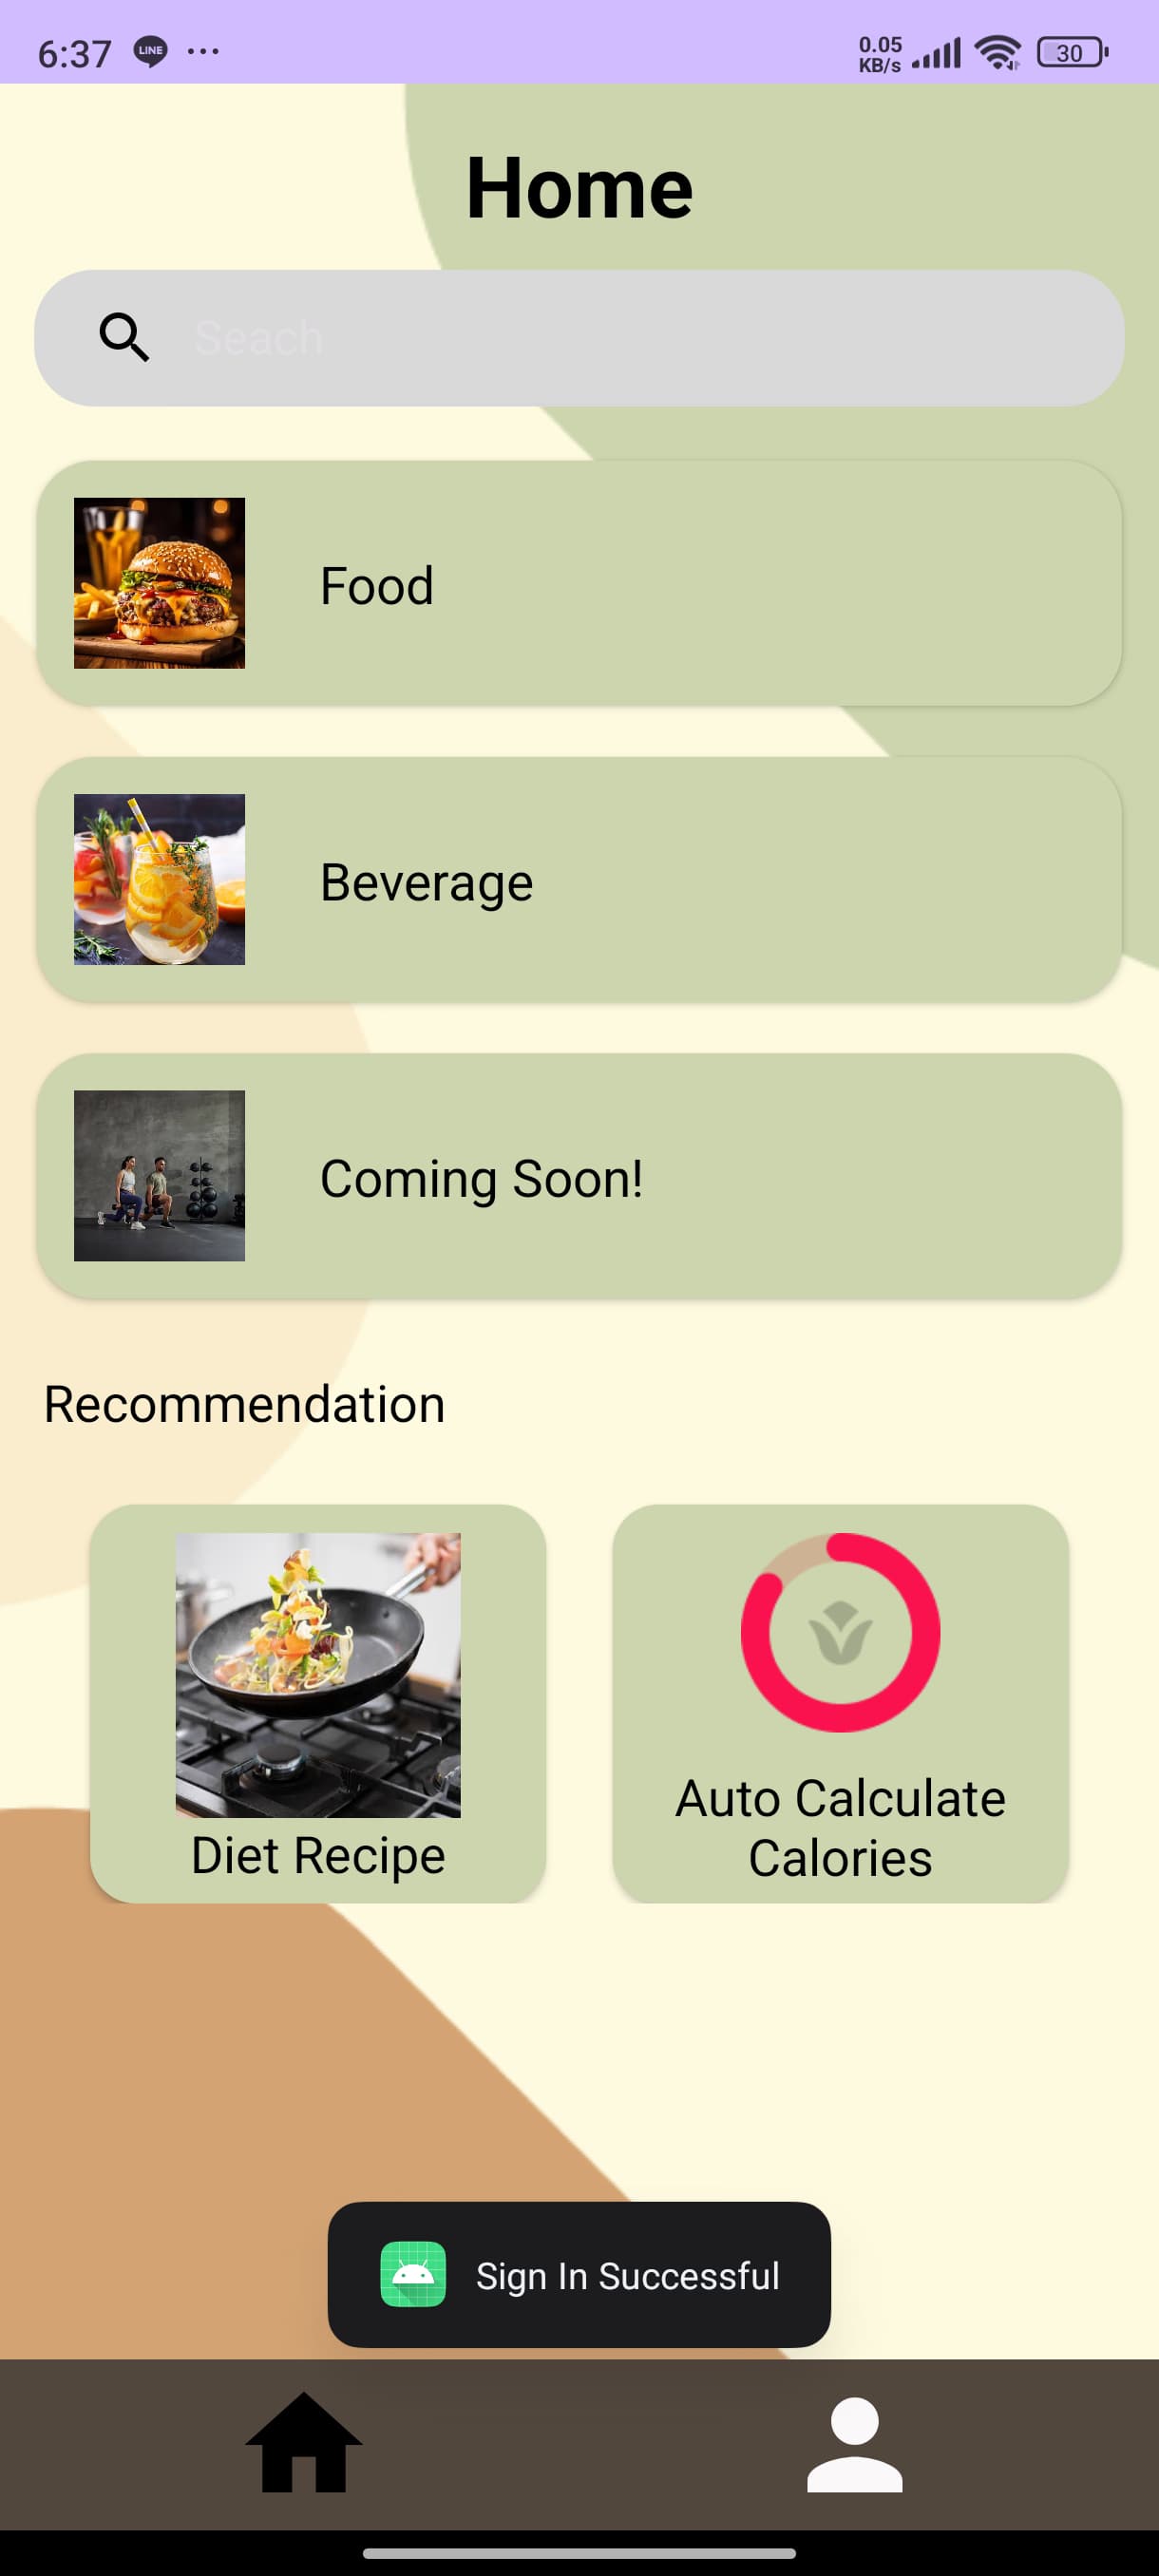 6:37 LINE ... 0.05 KB/s 30
Home
Seach
Food
Beverage
Coming Soon!
Recommendation
Diet Recipe
Auto Calculate
Calories
Sign In Successful